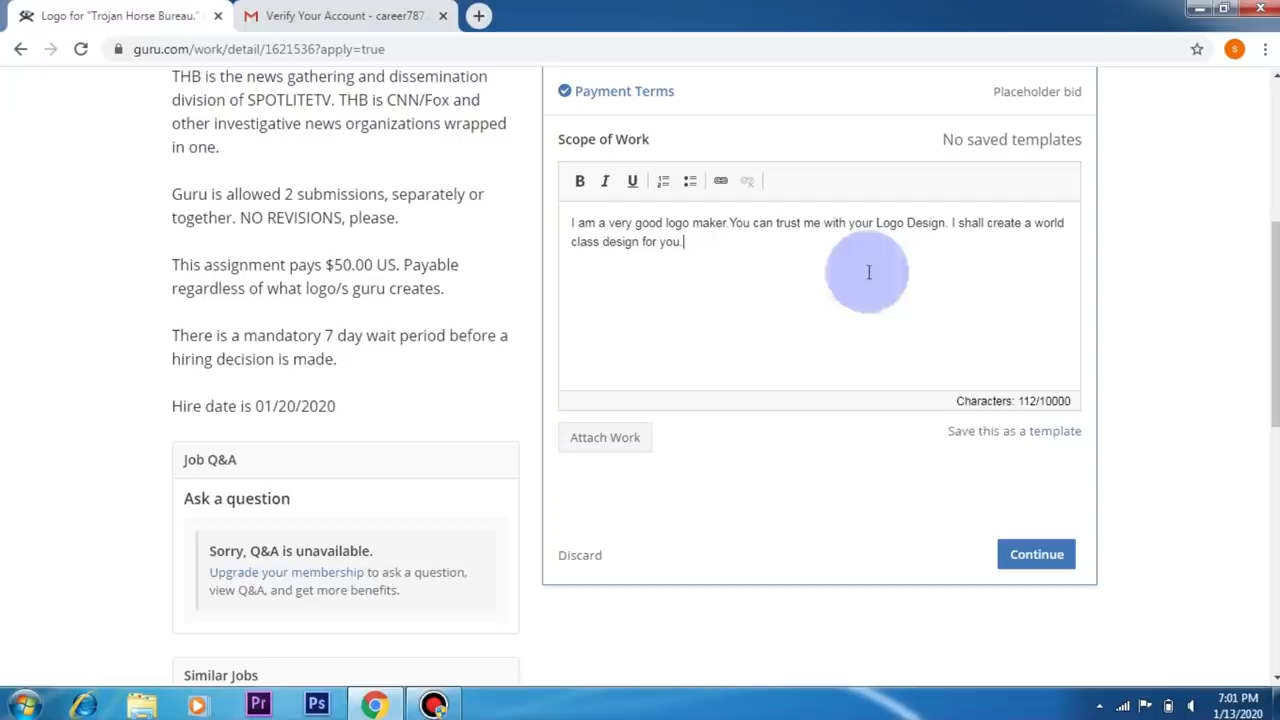 Logo for "Trojan Horse Bureau."
Verify Your Account - career787
guru.com/work/detail/1621536?apply=true
S
THB is the news gathering and dissemination
division of SPOTLITETV. THB is CNN/Fox and
other investigative news organizations wrapped
in one.
Guru is allowed 2 submissions, separately or
together. NO REVISIONS, please.
This assignment pays $50.00 US. Payable
regardless of what logo/s guru creates.
There is a mandatory 7 day wait period before a
hiring decision is made.
Hire date is 01/20/2020
Job Q&A
Ask a question
Sorry, Q&A is unavailable.
Upgrade your membership to ask a question,
view Q&A, and get more benefits.
Similar Jobs
Payment Terms
Placeholder bid
Scope of Work
No saved templates
B I U
I am a very good logo maker.You can trust me with your Logo Design. I shall create a world
class design for you.
Characters: 112/10000
Attach Work
Save this as a template
Discard
Continue
Pr
Ps
7:01 PM
1/13/2020